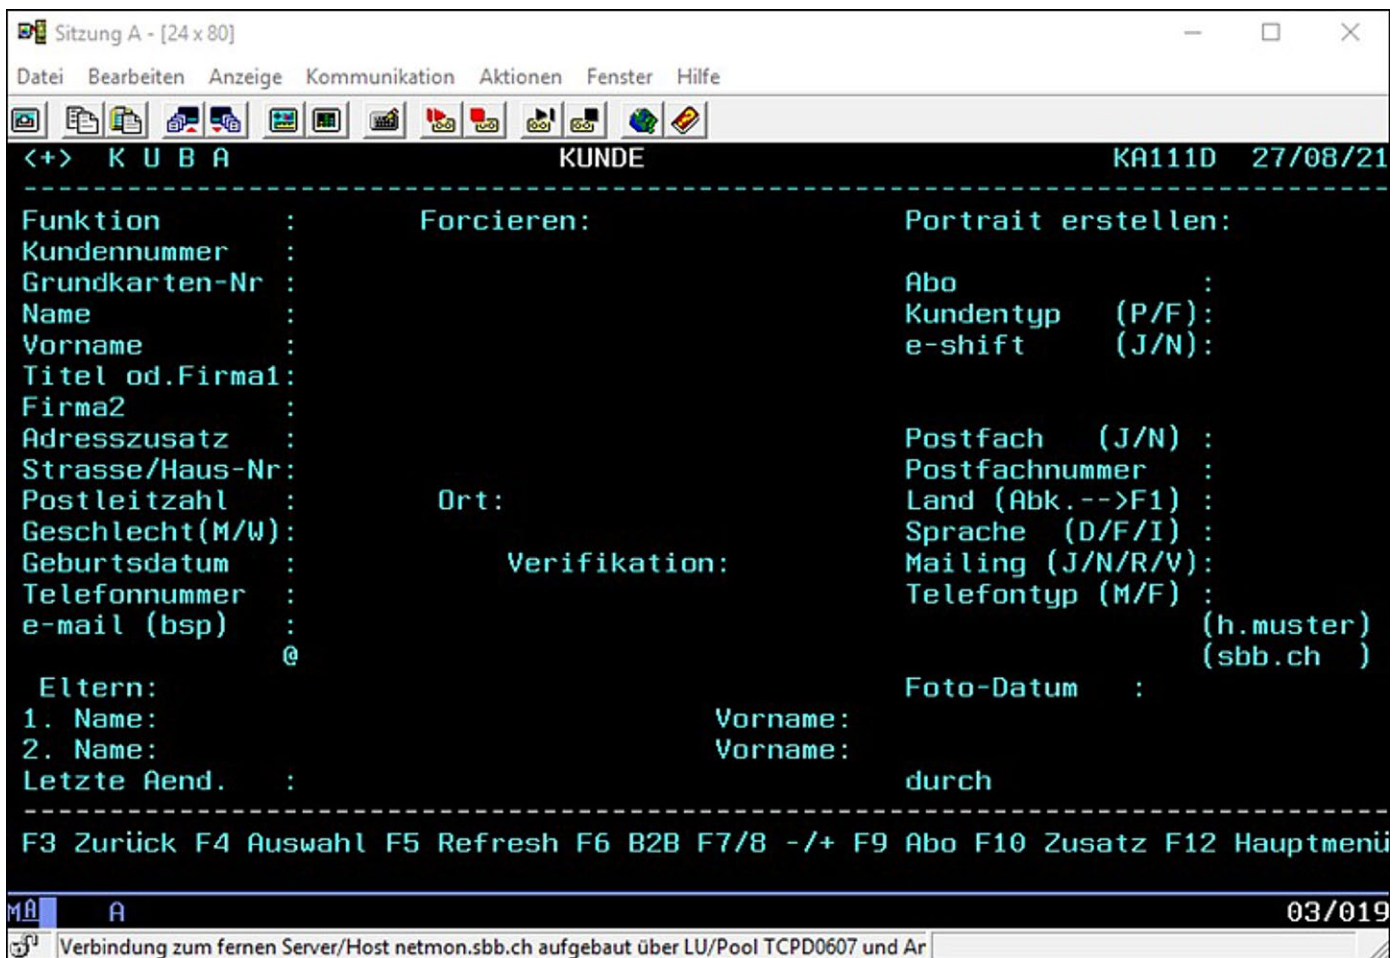 Sitzung A - [24 x 80]
Datei Bearbeiten Anzeige Kommunikation Aktionen Fenster Hilfe
<+> K U B A KUNDE KA111D 27/08/21
--------------------------------------------------------------------------------
Funktion : Forcieren: Portrait erstellen:
Kundennummer :
Grundkarten-Nr : Abo :
Name : Kundentyp (P/F):
Vorname : e-shift (J/N):
Titel od.Firma1:
Firma2 :
Adresszusatz : Postfach (J/N) :
Strasse/Haus-Nr: Postfachnummer :
Postleitzahl : Ort: Land (Abk.-->F1) :
Geschlecht(M/W): Sprache (D/F/I) :
Geburtsdatum : Verifikation: Mailing (J/N/R/V):
Telefonnummer : Telefontyp (M/F) :
e-mail (bsp) : (h.muster)
@ (sbb.ch )
Eltern: Foto-Datum :
1. Name: Vorname:
2. Name: Vorname:
Letzte Aend. : durch
--------------------------------------------------------------------------------
F3 Zurück F4 Auswahl F5 Refresh F6 B2B F7/8 -/+ F9 Abo F10 Zusatz F12 Hauptmenü
MA A 03/019
Verbindung zum fernen Server/Host netmon.sbb.ch aufgebaut über LU/Pool TCPD0607 und Ar